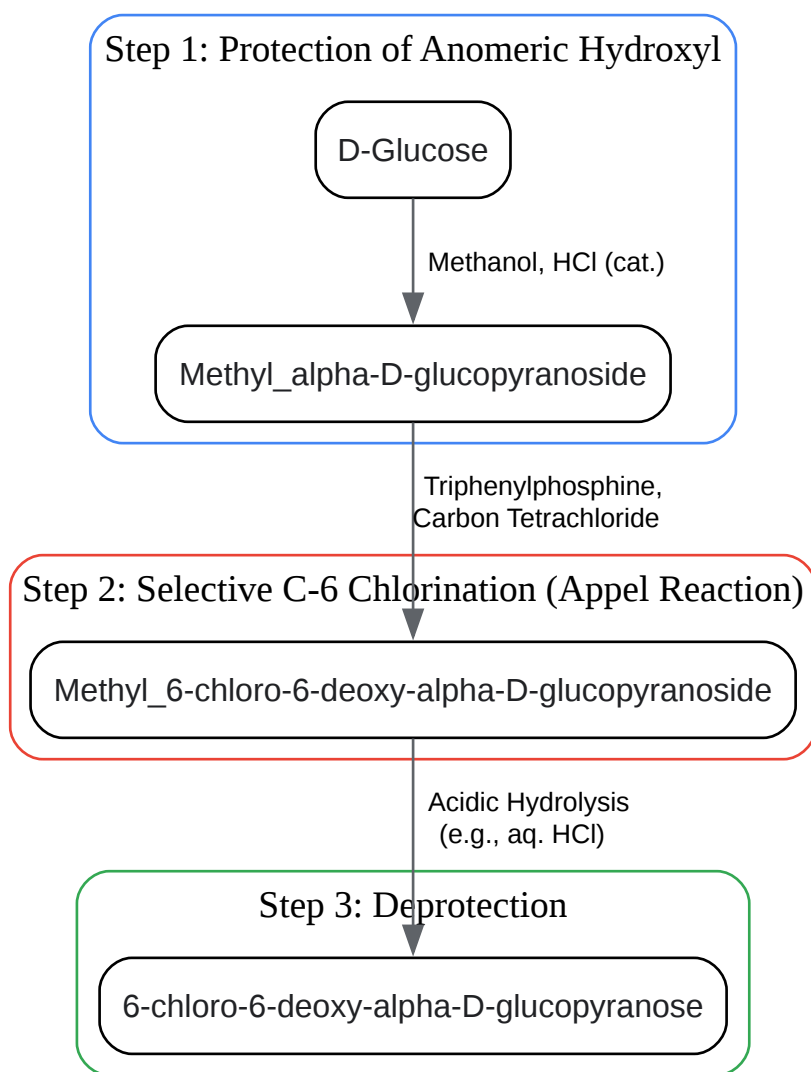 Step 1: Protection of Anomeric Hydroxyl
D-Glucose
Methanol, HCl (cat.)
Methyl_alpha-D-glucopyranoside
Triphenylphosphine,
Carbon Tetrachloride
Step 2: Selective C-6 Chlorination (Appel Reaction)
Methyl_6-chloro-6-deoxy-alpha-D-glucopyranoside
Acidic Hydrolysis
(e.g., aq. HCl)
Step 3: Deprotection
6-chloro-6-deoxy-alpha-D-glucopyranose